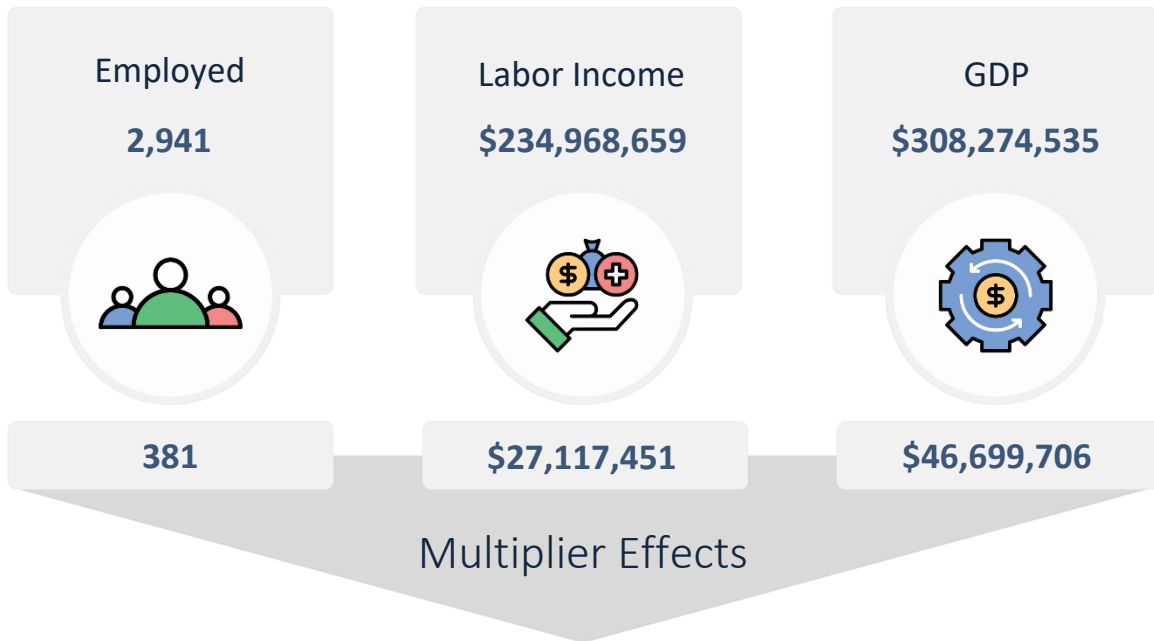 Employed
2,941
Labor Income
$234,968,659
GDP
$308,274,535
$
$
381
$27,117,451
$46,699,706
Multiplier Effects